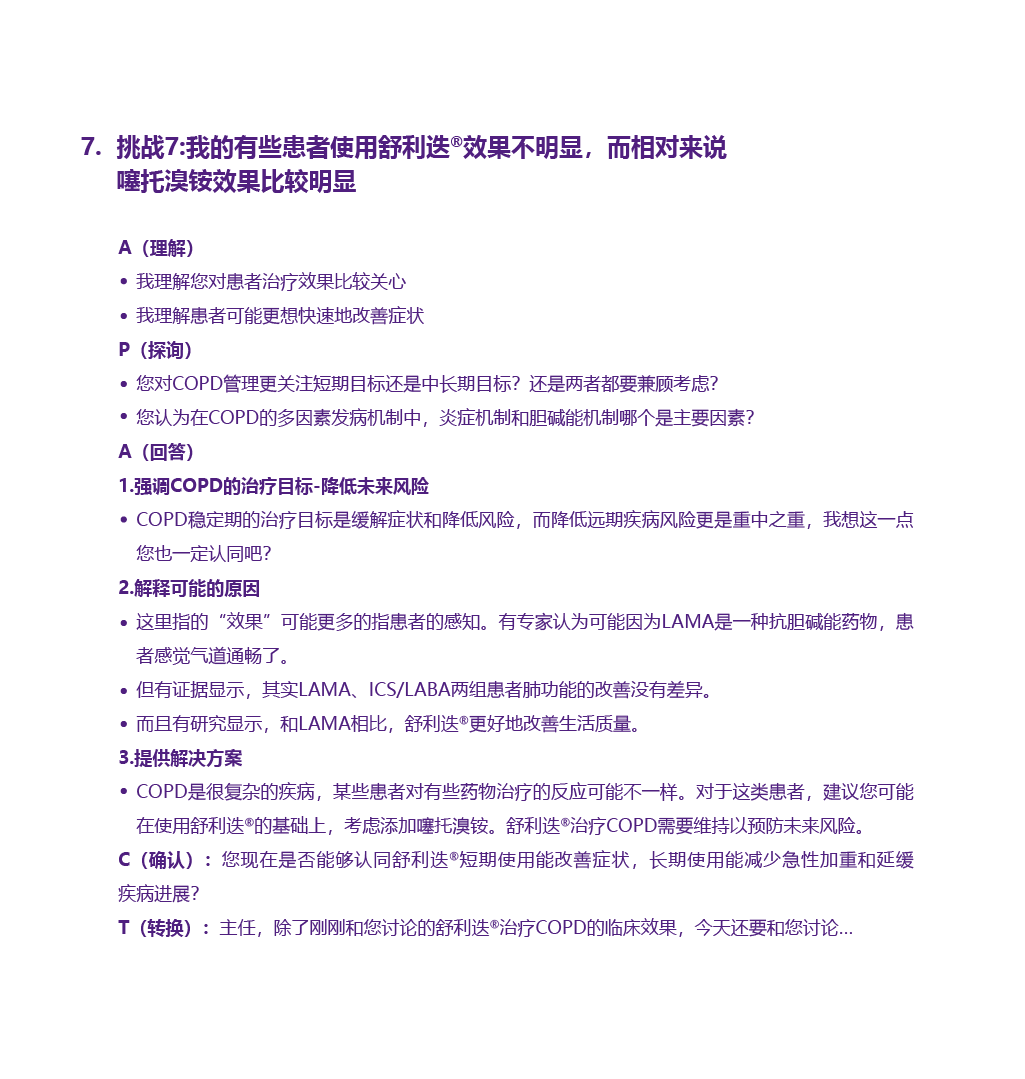 7. 挑战7:我的有些患者使用舒利迭®效果不明显，而相对来说
噻托溴铵效果比较明显
A（理解）
• 我理解您对患者治疗效果比较关心
• 我理解患者可能更想快速地改善症状
P（探询）
• 您对COPD管理更关注短期目标还是中长期目标？还是两者都要兼顾考虑？
• 您认为在COPD的多因素发病机制中，炎症机制和胆碱能机制哪个是主要因素？
A（回答）
1.强调COPD的治疗目标-降低未来风险
• COPD稳定期的治疗目标是缓解症状和降低风险，而降低远期疾病风险更是重中之重，我想这一点
您也一定认同吧？
2.解释可能的原因
• 这里指的“效果”可能更多的指患者的感知。有专家认为可能因为LAMA是一种抗胆碱能药物，患
者感觉气道通畅了。
• 但有证据显示，其实LAMA、ICS/LABA两组患者肺功能的改善没有差异。
• 而且有研究显示，和LAMA相比，舒利迭®更好地改善生活质量。
3.提供解决方案
• COPD是很复杂的疾病，某些患者对有些药物治疗的反应可能不一样。对于这类患者，建议您可能
在使用舒利迭®的基础上，考虑添加噻托溴铵。舒利迭®治疗COPD需要维持以预防未来风险。
C（确认）：您现在是否能够认同舒利迭®短期使用能改善症状，长期使用能减少急性加重和延缓
疾病进展？
T（转换）：主任，除了刚刚和您讨论的舒利迭®治疗COPD的临床效果，今天还要和您讨论...